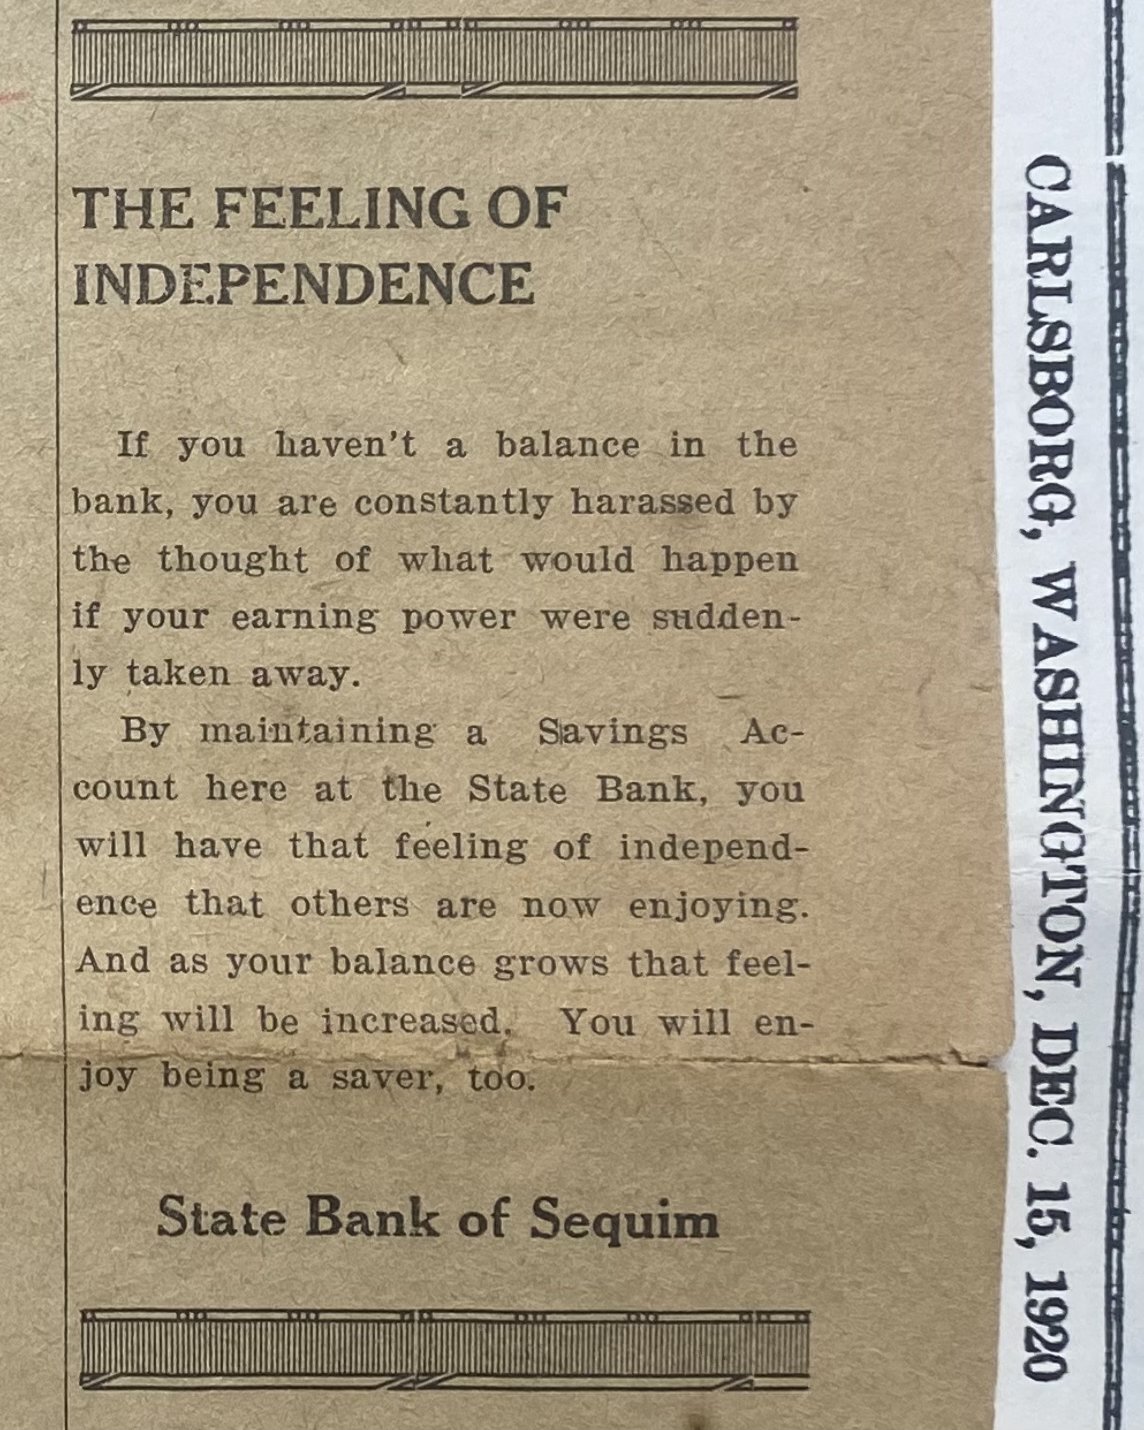 THE FEELING OF
INDEPENDENCE
If you haven't a balance in the
bank, you are constantly harassed by
the thought of what would happen
if your earning power were sudden-
ly taken away.
By maintaining a Savings Ac-
count here at the State Bank, you
will have that feeling of independ-
ence that others are now enjoying.
And as your balance grows that feel-
ing will be increased. You will en-
joy being a saver, too.
State Bank of Sequim
CARLSBORG, WASHINGTON, DEC. 15, 1920